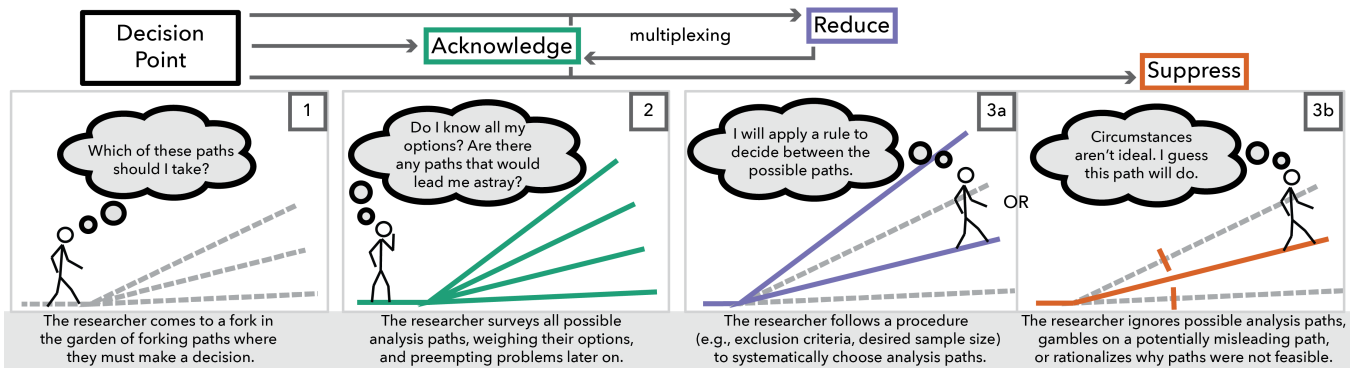 Decision
Point
Acknowledge
multiplexing
Reduce
Suppress
1
Which of these paths
should I take?
The researcher comes to a fork in
the garden of forking paths where
they must make a decision.
2
Do I know all my
options? Are there
any paths that would
lead me astray?
The researcher surveys all possible
analysis paths, weighing their options,
and preempting problems later on.
3a
I will apply a rule to
decide between the
possible paths.
OR
The researcher follows a procedure
(e.g., exclusion criteria, desired sample size)
to systematically choose analysis paths.
3b
Circumstances
aren't ideal. I guess
this path will do.
The researcher ignores possible analysis paths,
gambles on a potentially misleading path,
or rationalizes why paths were not feasible.